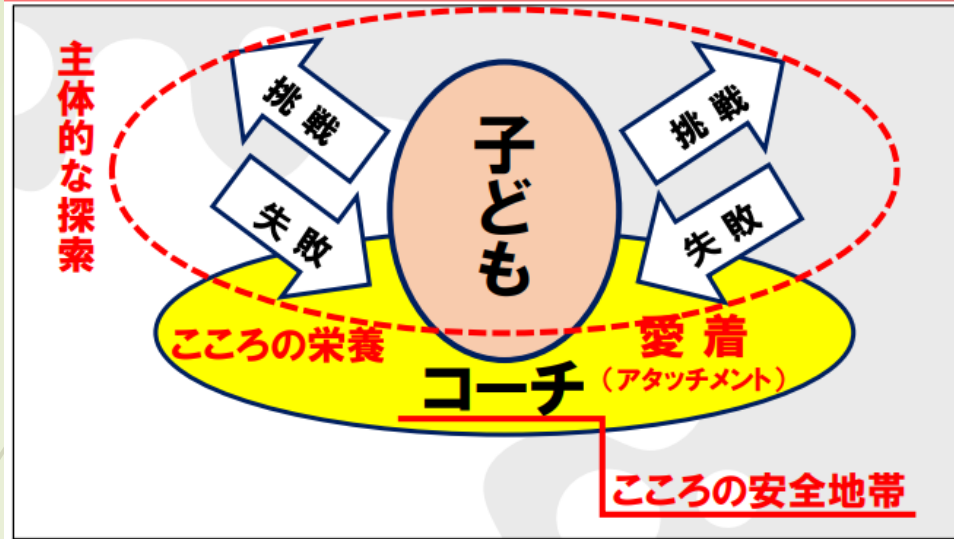 主体的な探索
挑戦
挑戦
失敗
失敗
子ども
こころの栄養
愛着
（アタッチメント）
コーチ
こころの安全地帯